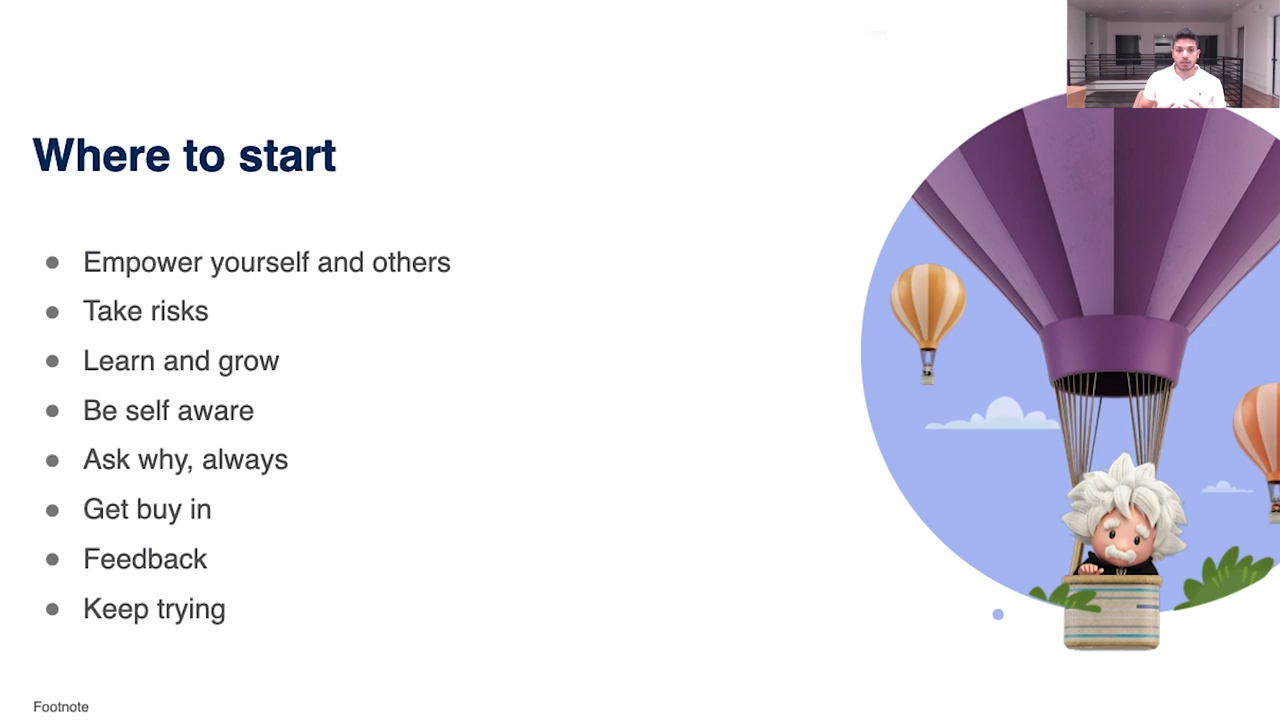 Where to start
Empower yourself and others
Take risks
Learn and grow
Be self aware
Ask why, always
Get buy in
Feedback
Keep trying
Footnote